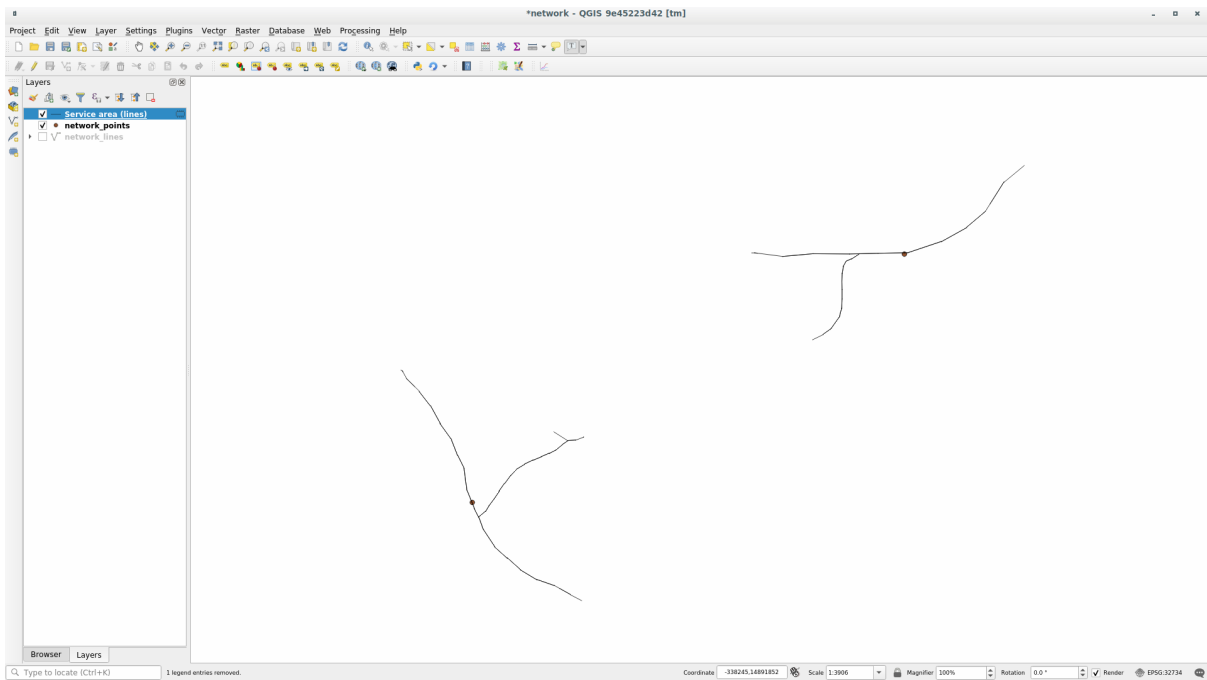 *network - QGIS 9e45223d42 [tm]
Project Edit View Layer Settings Plugins Vector Raster Database Web Processing Help
Layers
Service area (lines)
network_points
network_lines
Browser Layers
Type to locate (Ctrl+K) 1 legend entries removed. Coordinate -338245,14891852 Scale 1:3906 Magnifier 100% Rotation 0.0 ° Render EPSG:32734